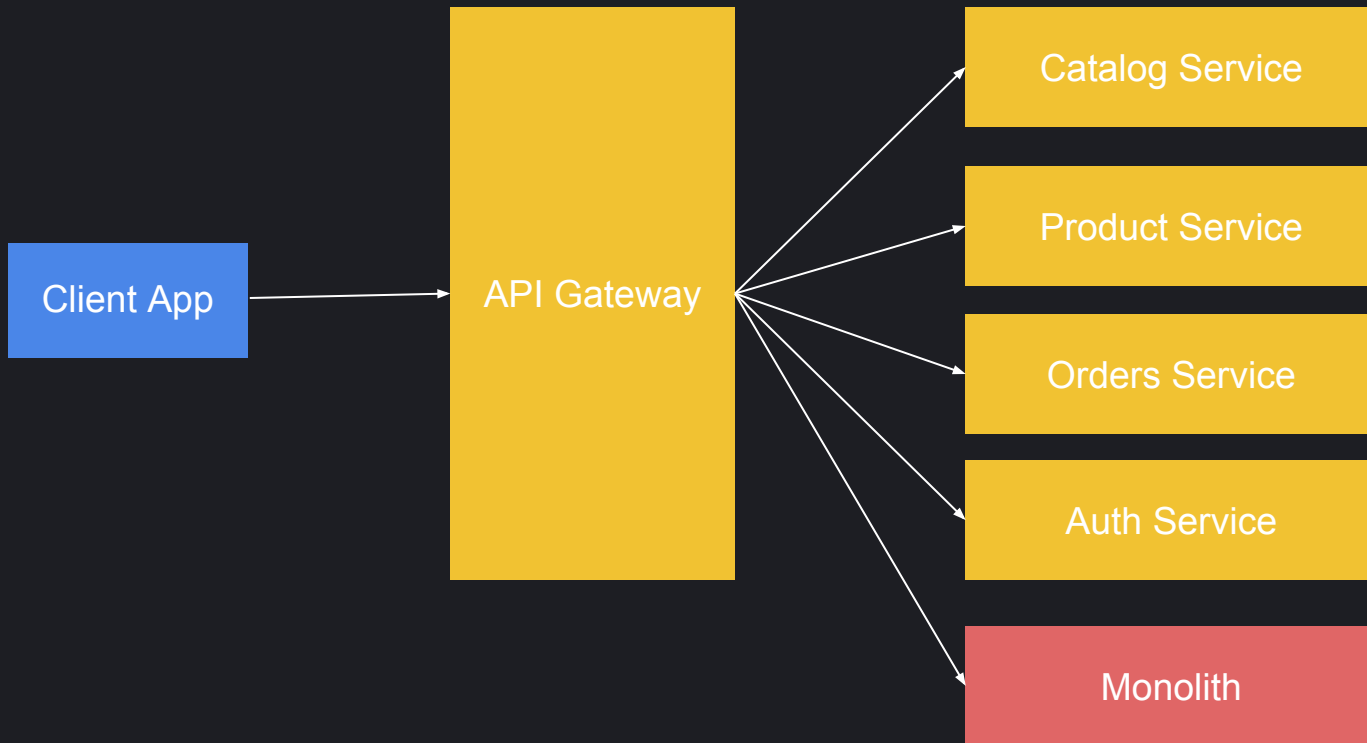 Client App
API Gateway
Catalog Service
Product Service
Orders Service
Auth Service
Monolith